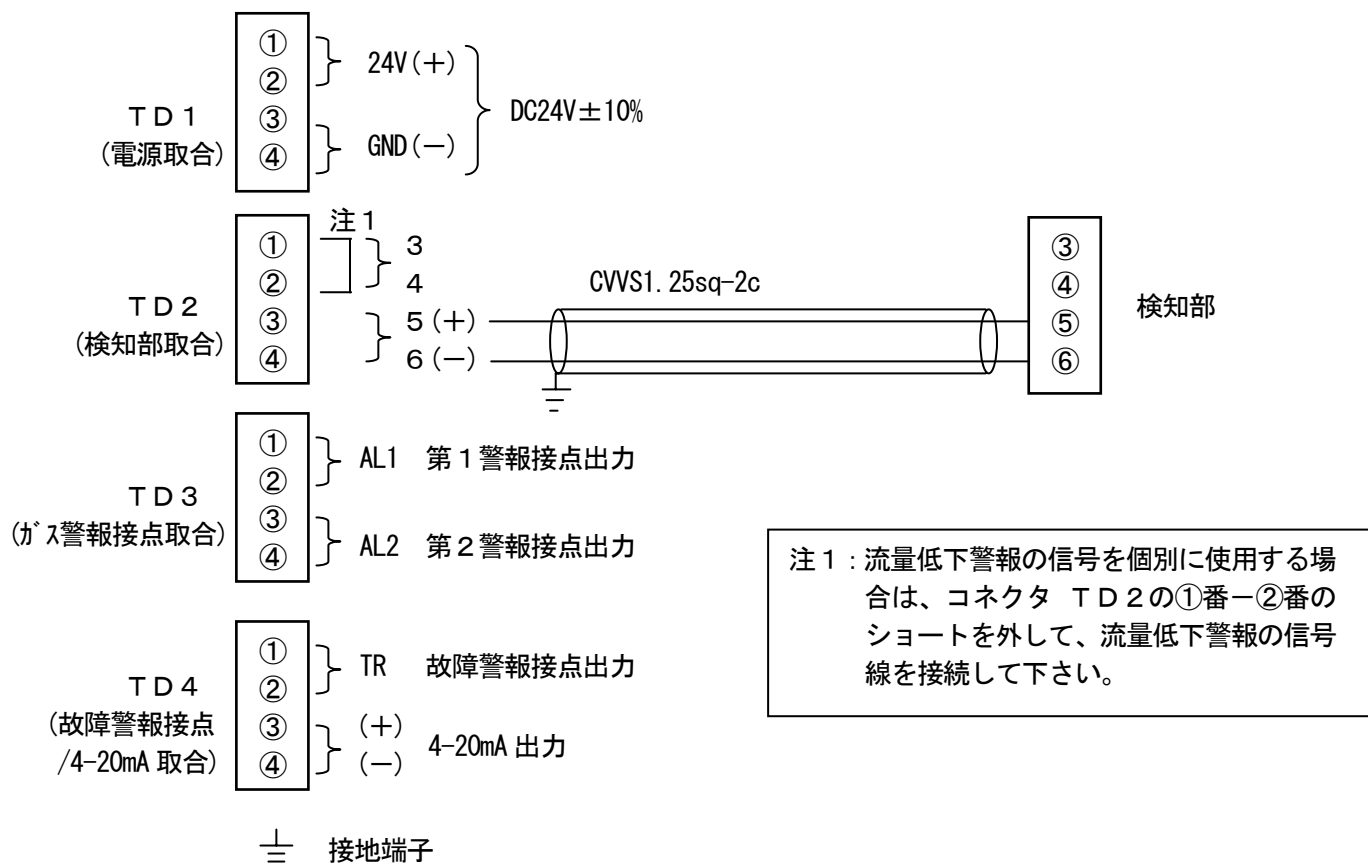 TD1
(電源取合)
①
②
③
④
24V(+)
GND(-)
DC24V±10%
TD2
(検知部取合)
①
②
③
④
注1
3
4
5(+)
6(-)
CVVS1.25sq-2c
③
④
⑤
⑥
検知部
TD3
(ガス警報接点取合)
①
②
③
④
AL1 第1警報接点出力
AL2 第2警報接点出力
注1:流量低下警報の信号を個別に使用する場
合は、コネクタ TD2の①番-②番の
ショートを外して、流量低下警報の信号
線を接続して下さい。
TD4
(故障警報接点
/4-20mA 取合)
①
②
③
④
TR 故障警報接点出力
(+)
(-)
4-20mA 出力
接地端子